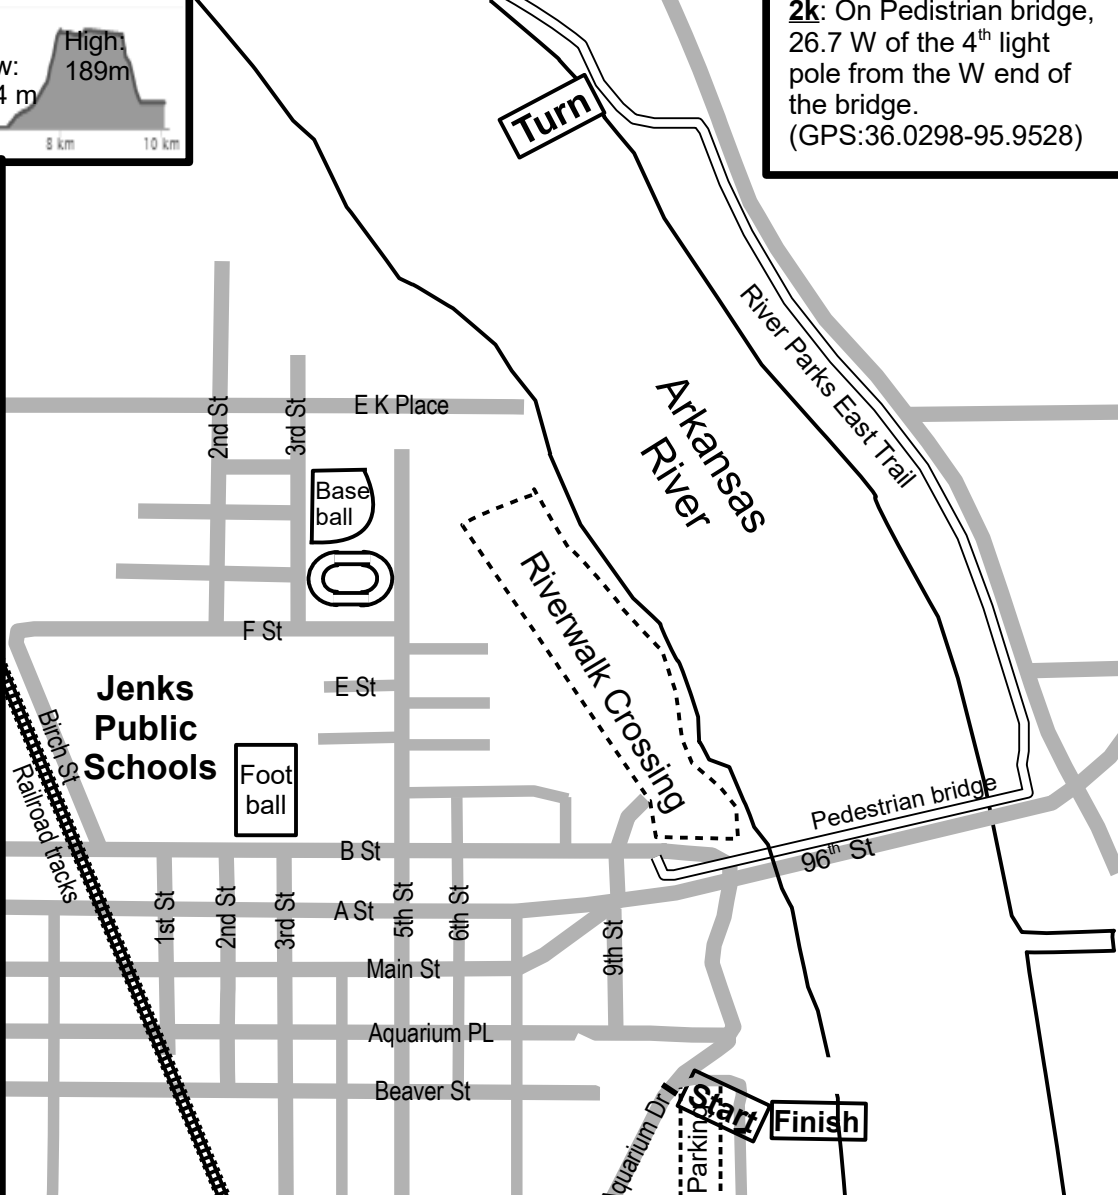 High:
189m
w:
4 m
8 km
10 km
2k: On Pedistrian bridge,
26.7 W of the 4th light
pole from the W end of
the bridge.
(GPS:36.0298-95.9528)
Turn
River Parks East Trail
Arkansas
River
2nd St
3rd St
E K Place
Base
ball
Riverwalk Crossing
F St
E St
Jenks
Public
Schools
Birch St
Railroad tracks
Foot
ball
Pedestrian bridge
96th St
B St
A St
1st St
2nd St
3rd St
5th St
6th St
9th St
Main St
Aquarium PL
Beaver St
quarium Dr
Start
Finish
Parking